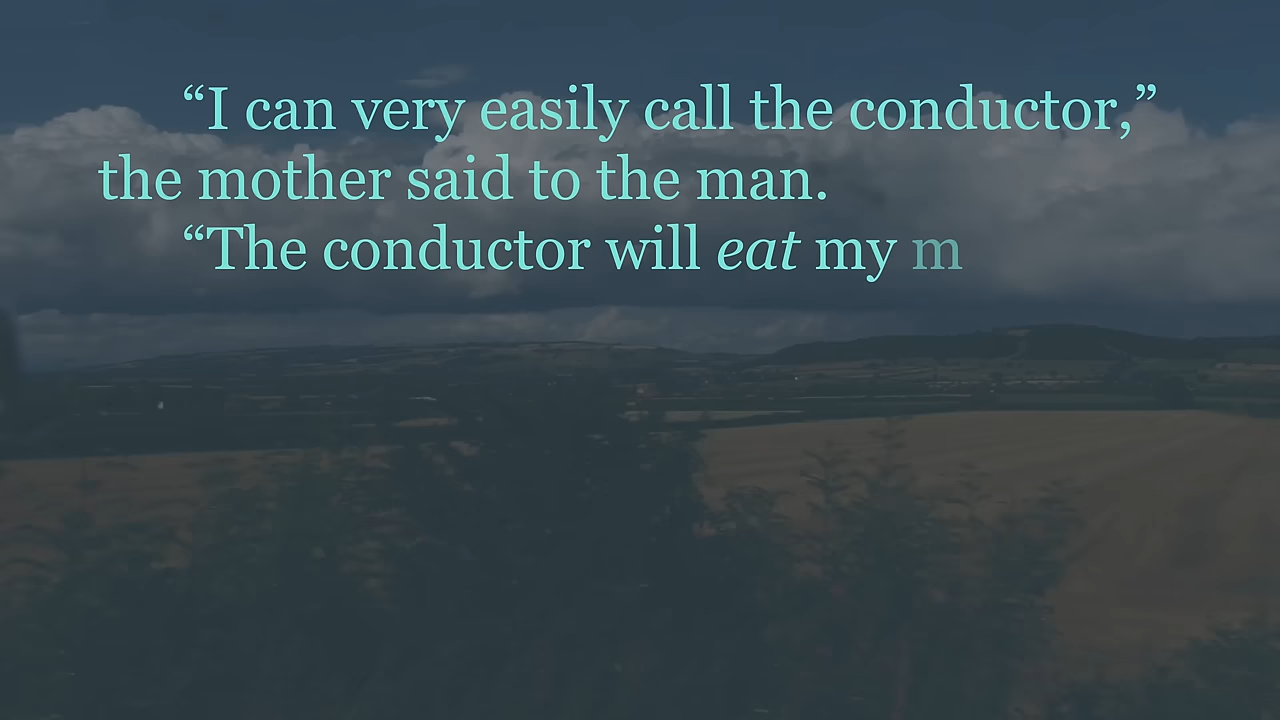 “I can very easily call the conductor,”
the mother said to the man.
“The conductor will eat my m